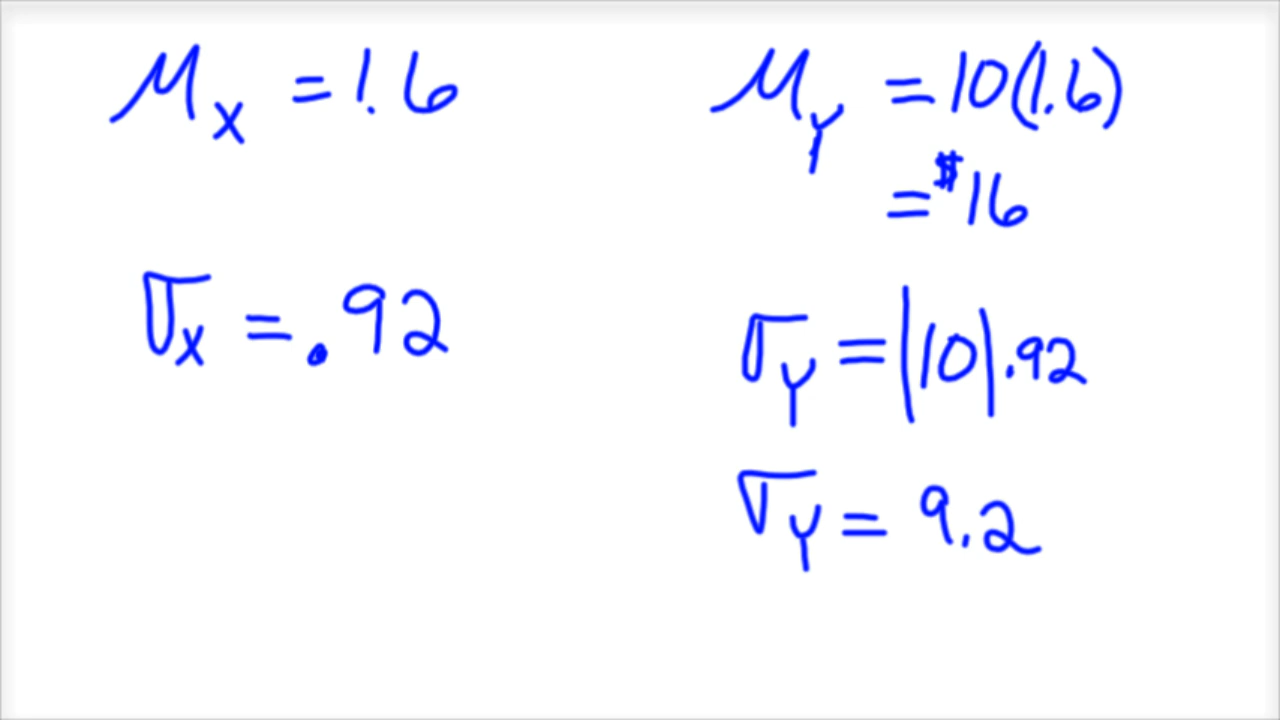 μx = 1.6
μy = 10(1.6)
= $16
σx = .92
σy = |10| .92
σy = 9.2